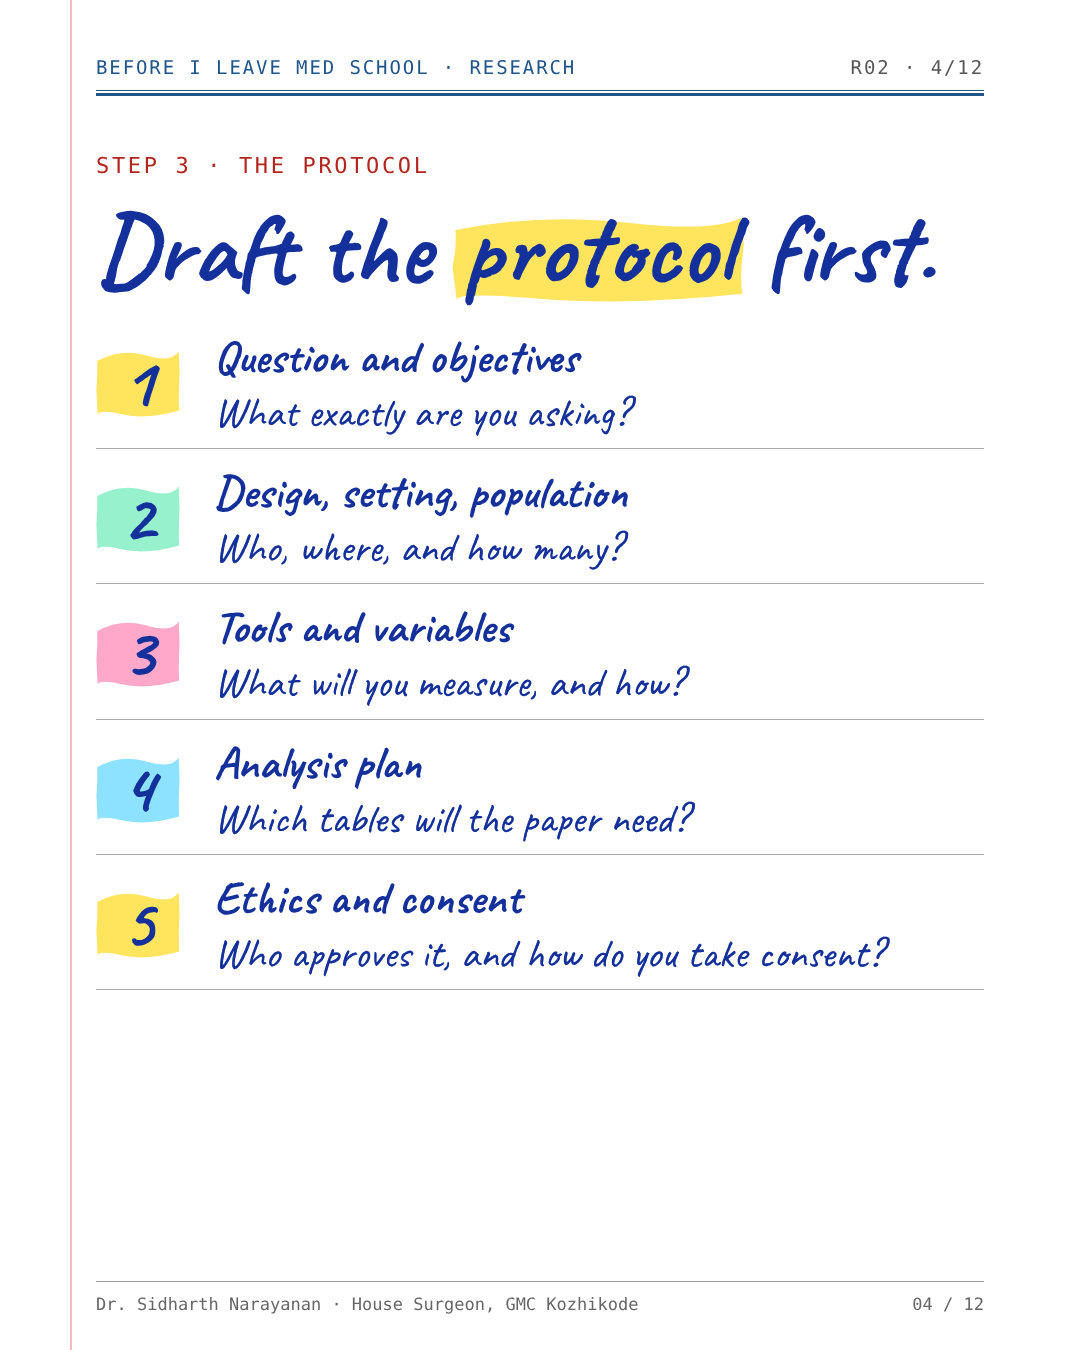 BEFORE I LEAVE MED SCHOOL · RESEARCH
R02 · 4/12
STEP 3 · THE PROTOCOL
Draft the protocol first.
1
Question and objectives
What exactly are you asking?
2
Design, setting, population
Who, where, and how many?
3
Tools and variables
What will you measure, and how?
4
Analysis plan
Which tables will the paper need?
5
Ethics and consent
Who approves it, and how do you take consent?
Dr. Sidharth Narayanan · House Surgeon, GMC Kozhikode
04 / 12